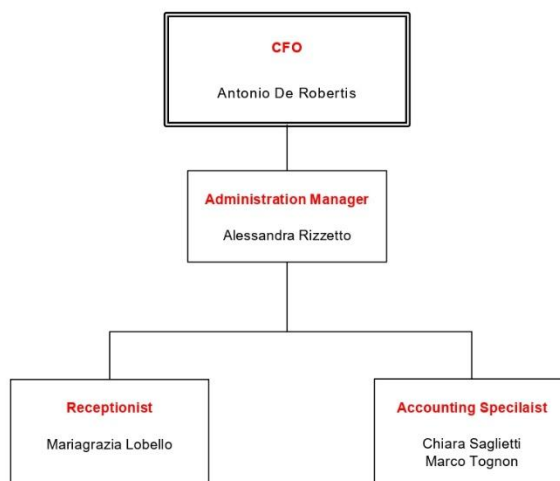 CFO
Antonio De Robertis
Administration Manager
Alessandra Rizzetto
Receptionist
Mariagrazia Lobello
Accounting Specilaist
Chiara Saglietti
Marco Tognon